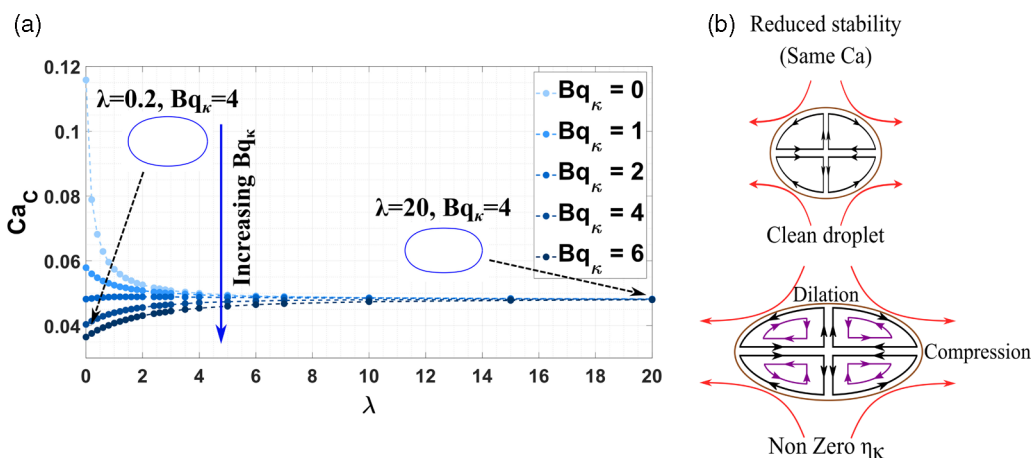 (a)
0.12
0.1
0.08
0.06
0.04
Ca_C
0 2 4 6 8 10 12 14 16 18 20
λ
λ=0.2, Bq_κ=4
Increasing Bq_κ
λ=20, Bq_κ=4
Bq_κ = 0
Bq_κ = 1
Bq_κ = 2
Bq_κ = 4
Bq_κ = 6
(b)
Reduced stability
(Same Ca)
Clean droplet
Dilation
Compression
Non Zero η_κ